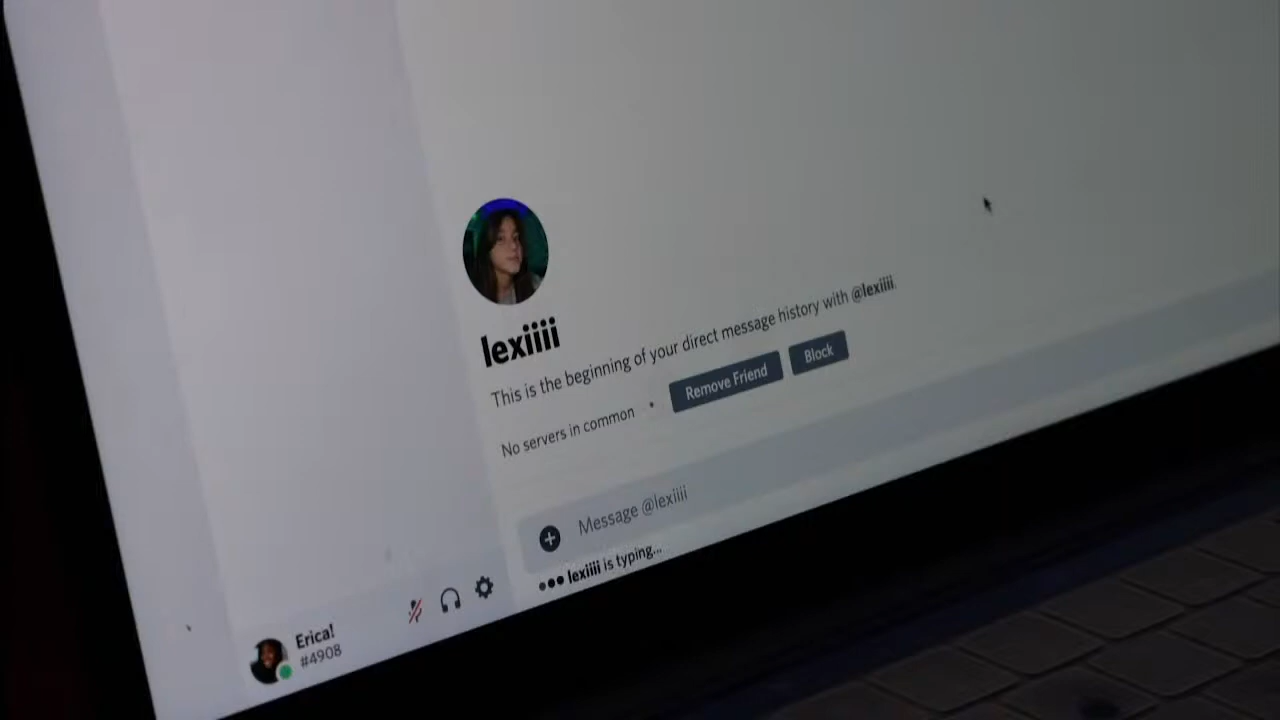 lexiiii
This is the beginning of your direct message history with @lexiiii.
No servers in common • Remove Friend Block
Message @lexiiii
lexiiii is typing...
Erica!
#4908